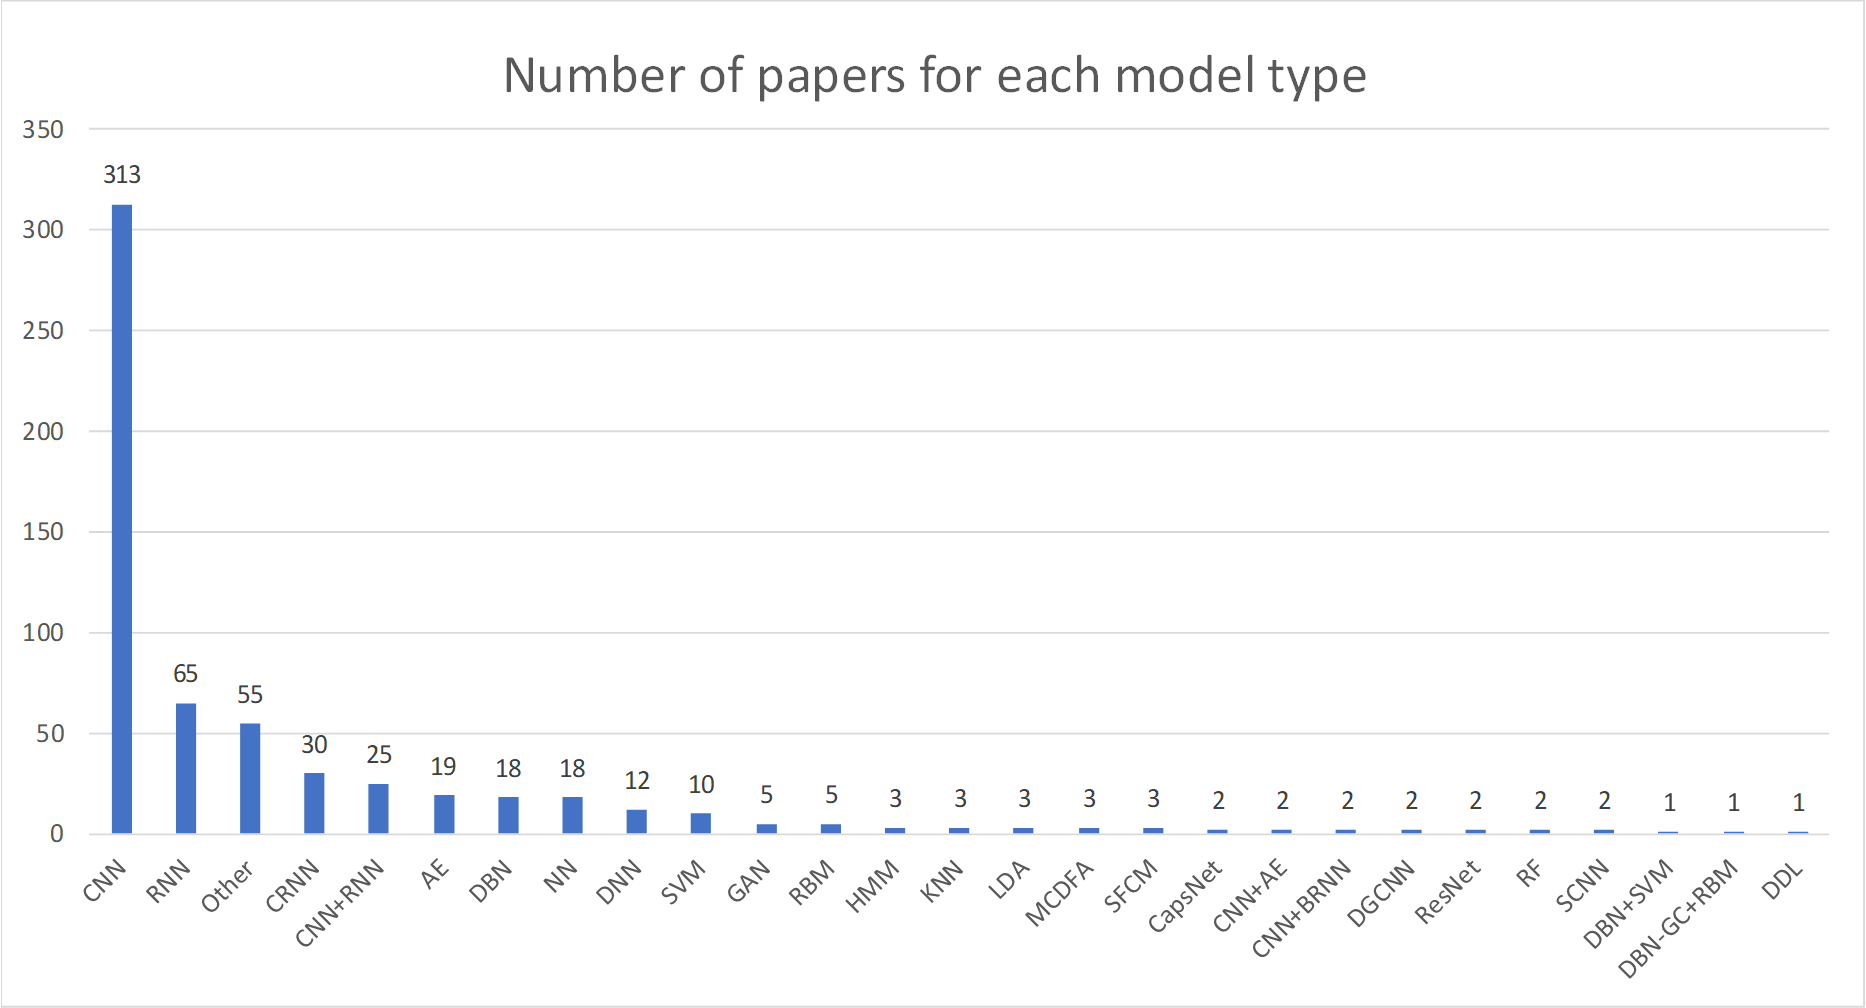 Number of papers for each model type
350
300
250
200
150
100
50
0
313
65
55
30
25
19
18
18
12
10
5
5
3
3
3
3
3
2
2
2
2
2
2
2
1
1
1
CNN
RNN
Other
CRNN
CNN+RNN
AE
DBN
NN
DNN
SVM
GAN
RBM
HMM
KNN
LDA
MCDFA
SFCM
CapsNet
CNN+AE
CNN+BRNN
DGCNN
ResNet
RF
SCNN
DBN+SVM
DBN-GC+RBM
DDL